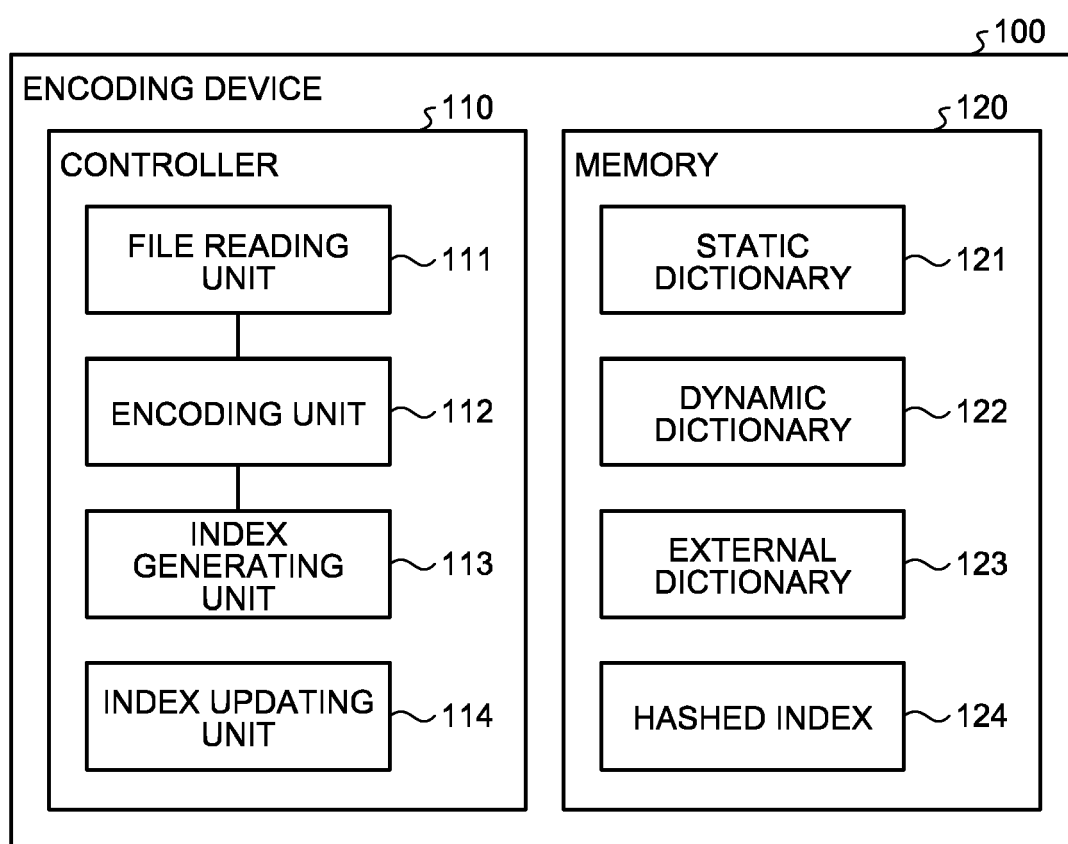 100
ENCODING DEVICE
110
CONTROLLER
FILE READING
UNIT
111
ENCODING UNIT
112
INDEX
GENERATING
UNIT
113
INDEX UPDATING
UNIT
114
120
MEMORY
STATIC
DICTIONARY
121
DYNAMIC
DICTIONARY
122
EXTERNAL
DICTIONARY
123
HASHED INDEX
124